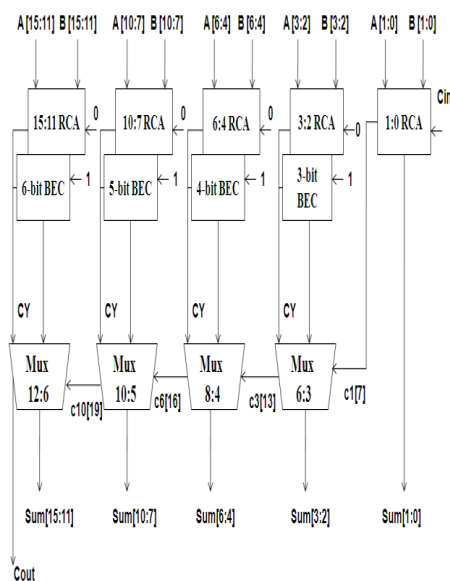 A[15:11] B[15:11] A[10:7] B[10:7] A[6:4] B[6:4] A[3:2] B[3:2] A[1:0] B[1:0]
Cin
15:11 RCA 0 10:7 RCA 0 6:4 RCA 0 3:2 RCA 0 1:0 RCA
6-bit BEC 1 5-bit BEC 1 4-bit BEC 1 3-bit BEC 1
CY CY CY CY
Mux 12:6 Mux 10:5 Mux 8:4 Mux 6:3
c10[19] c6[16] c3[13] c1[7]
Sum[15:11] Sum[10:7] Sum[6:4] Sum[3:2] Sum[1:0]
Cout